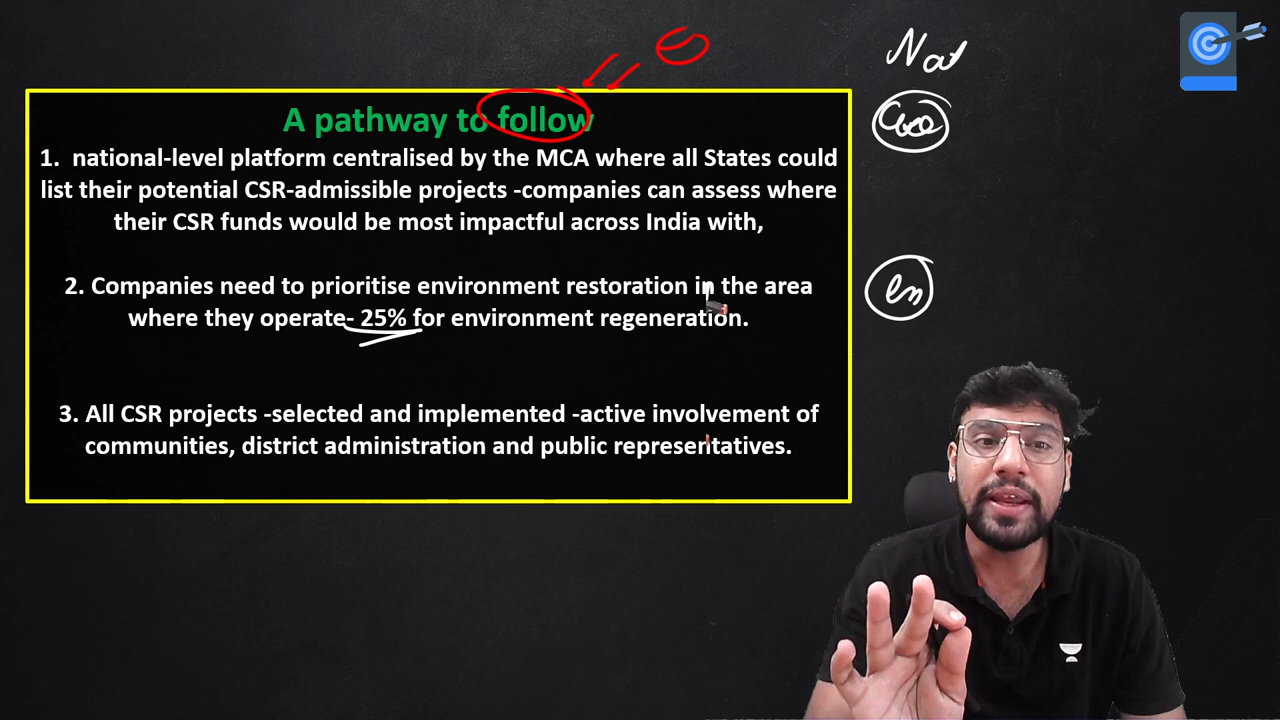 Nat
A pathway to follow
1. national-level platform centralised by the MCA where all States could
list their potential CSR-admissible projects -companies can assess where
their CSR funds would be most impactful across India with,
2. Companies need to prioritise environment restoration in the area
where they operate- 25% for environment regeneration.
en
3. All CSR projects -selected and implemented -active involvement of
communities, district administration and public representatives.